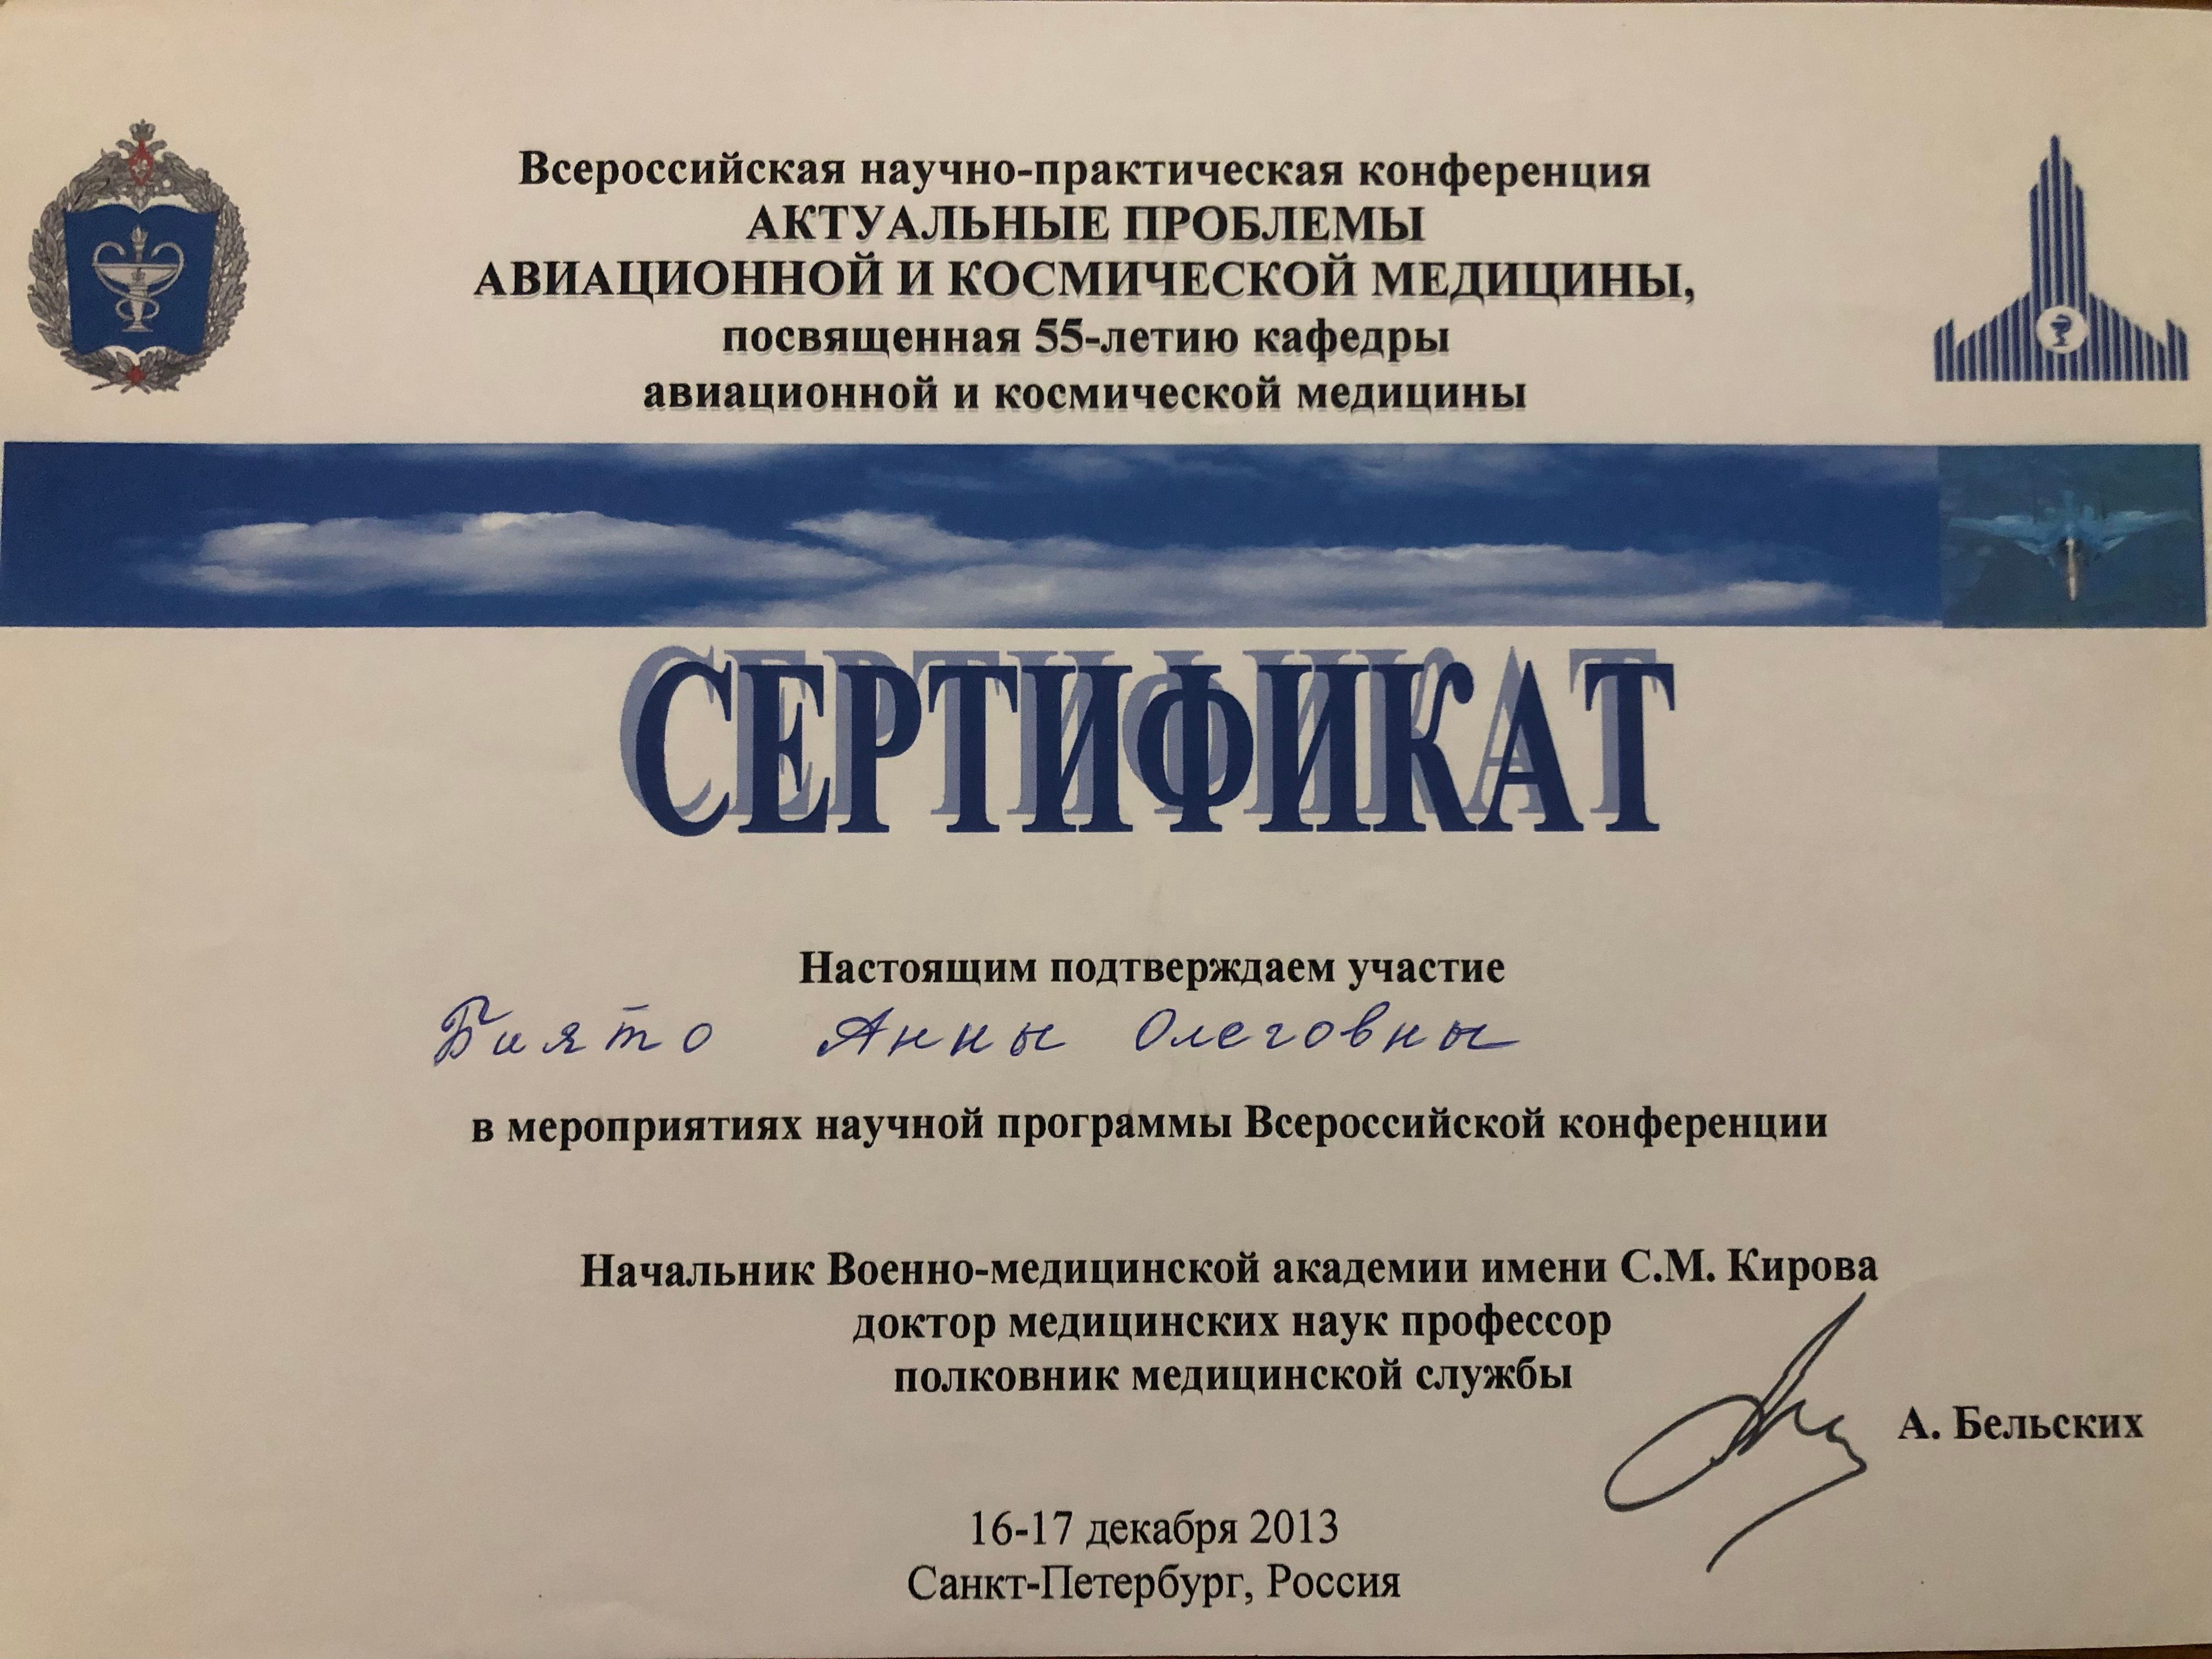 Всероссийская научно-практическая конференция
АКТУАЛЬНЫЕ ПРОБЛЕМЫ
АВИАЦИОННОЙ И КОСМИЧЕСКОЙ МЕДИЦИНЫ,
посвященная 55-летию кафедры
авиационной и космической медицины
СЕРТИФИКАТ
Настоящим подтверждаем участие
Биято Анны Олеговны
в мероприятиях научной программы Всероссийской конференции
Начальник Военно-медицинской академии имени С.М. Кирова
доктор медицинских наук профессор
полковник медицинской службы
А. Бельских
16-17 декабря 2013
Санкт-Петербург, Россия